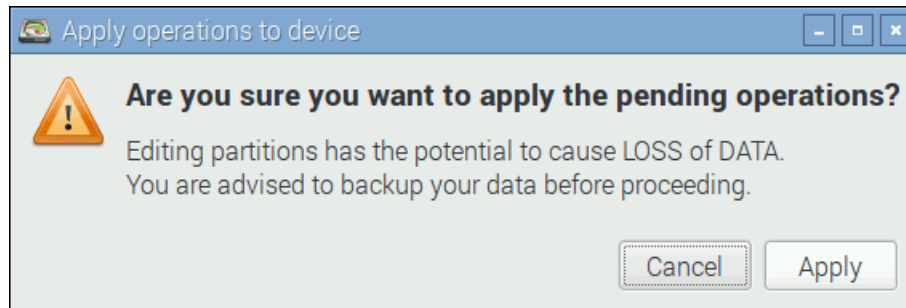 Apply operations to device
Are you sure you want to apply the pending operations?
Editing partitions has the potential to cause LOSS of DATA.
You are advised to backup your data before proceeding.
Cancel Apply